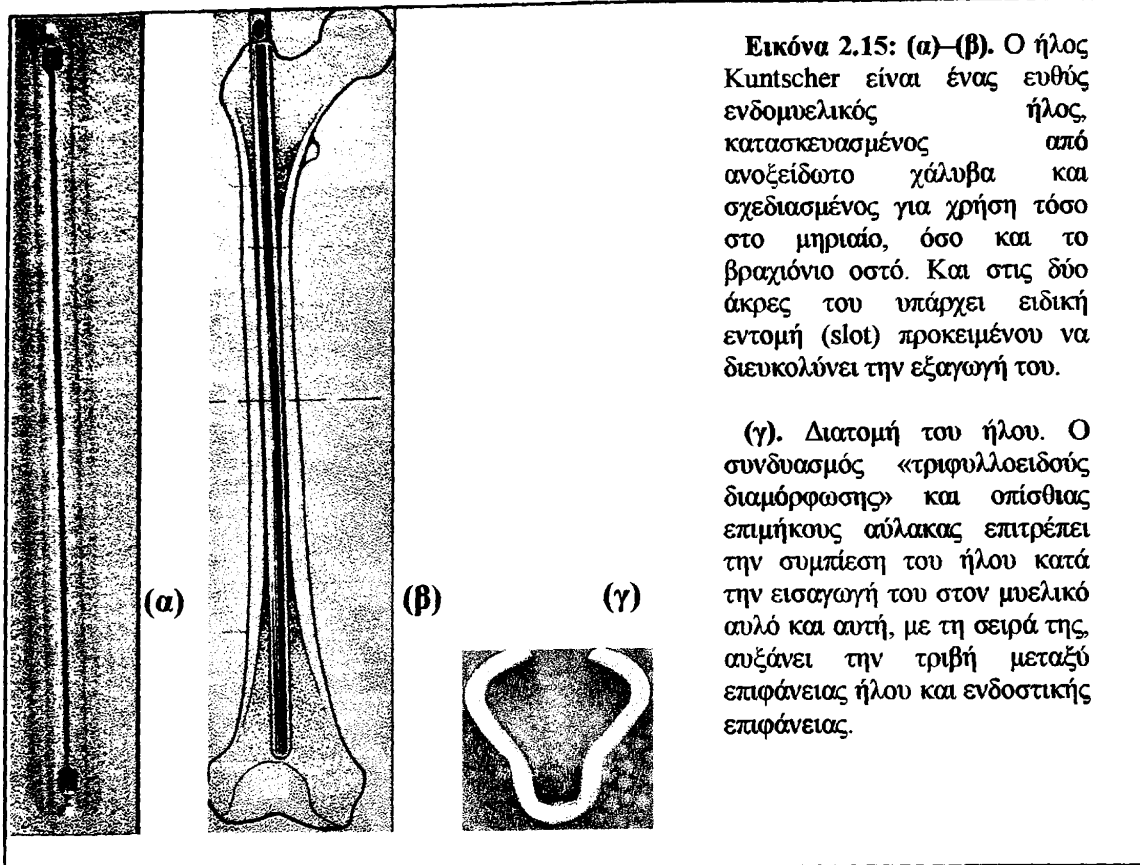 Εικόνα 2.15: (α)–(β). Ο ήλος
Kuntscher είναι ένας ευθύς
ενδομυελικός ήλος,
κατασκευασμένος από
ανοξείδωτο χάλυβα και
σχεδιασμένος για χρήση τόσο
στο μηριαίο, όσο και το
βραχιόνιο οστό. Και στις δύο
άκρες του υπάρχει ειδική
εντομή (slot) προκειμένου να
διευκολύνει την εξαγωγή του.
(γ). Διατομή του ήλου. Ο
συνδυασμός «τριφυλλοειδούς
διαμόρφωσης» και οπίσθιας
επιμήκους αύλακας επιτρέπει
την συμπίεση του ήλου κατά
την εισαγωγή του στον μυελικό
αυλό και αυτή, με τη σειρά της,
αυξάνει την τριβή μεταξύ
επιφάνειας ήλου και ενδοστικής
επιφάνειας.
(α)
(β)
(γ)